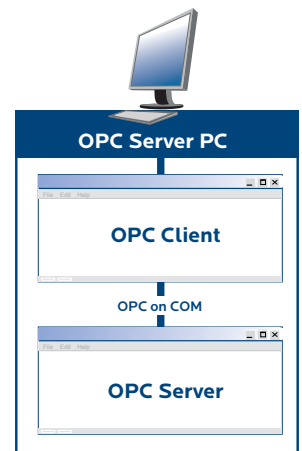 OPC Server PC
File Edit Help
OPC Client
OPC on COM
File Edit Help
OPC Server